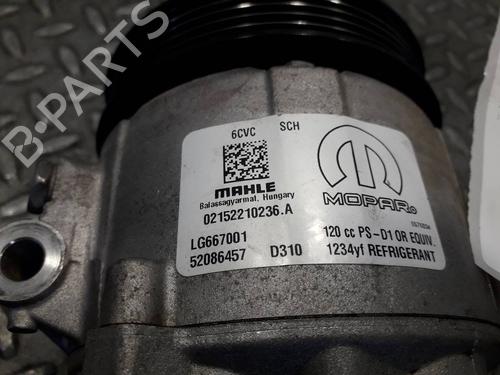 B-PARTS
6CVC SCH
MAHLE
Balassagyarmat, Hungary
02152210236.A
MOPAR®
LG667001
120 cc PS-D1 OR EQUIV.
52086457 D310 1234yf REFRIGERANT